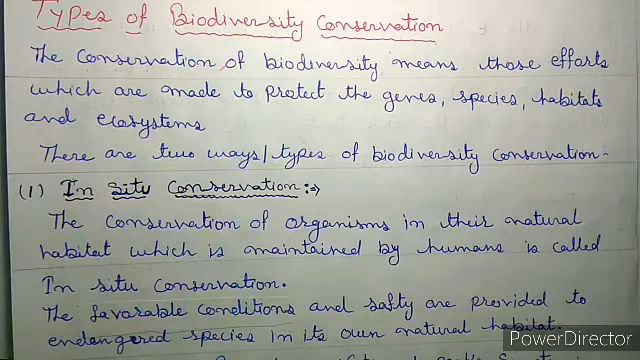 Types of Biodiversity Conservation
The conservation of biodiversity means those efforts
which are made to protect the genes, species, habitats
and ecosystems
There are two ways/types of biodiversity conservation-
(1) In Situ Conservation :→
The conservation of organisms in their natural
habitat which is maintained by humans is called
In situ conservation.
The favorable conditions and safty are provided to
endangered species in its own natural habitat.
PowerDirector